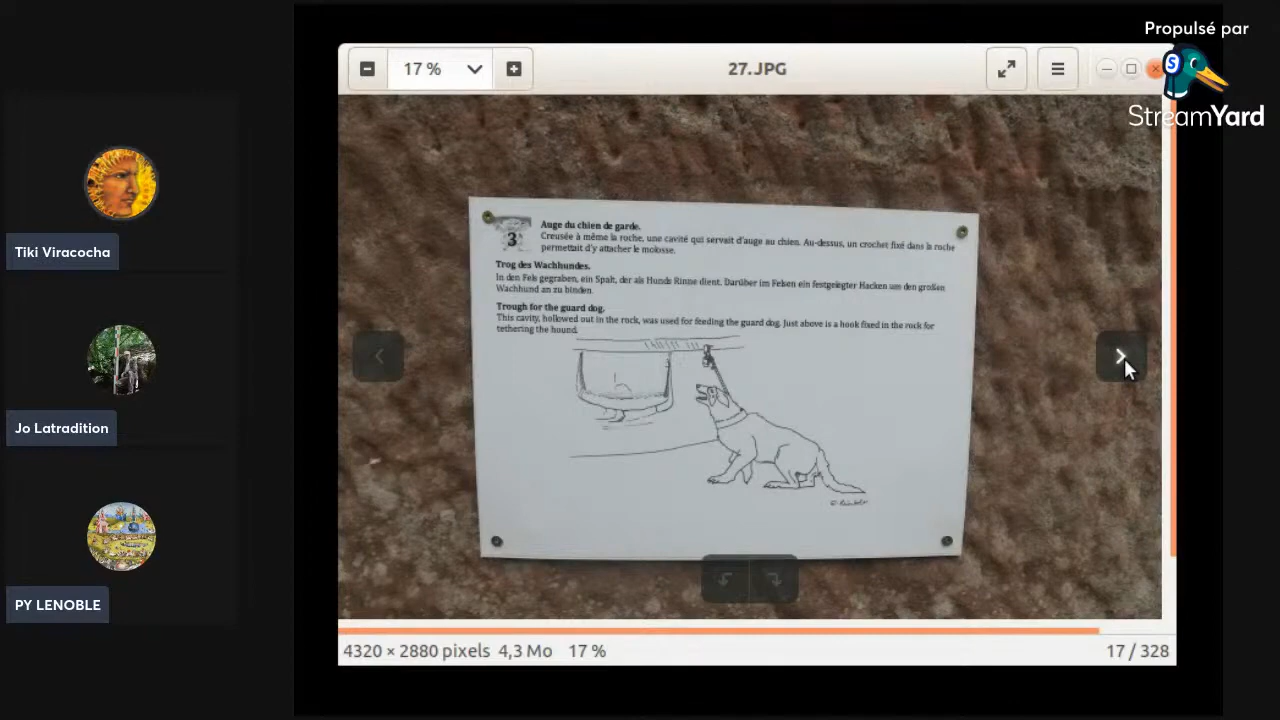 Propulsé par
StreamYard
17 %
27.JPG
Tiki Viracocha
Jo Latradition
PY LENOBLE
3
Auge du chien de garde.
Creusée à même la roche, une cavité qui servait d'auge au chien. Au-dessus, un crochet fixé dans la roche
permettait d'y attacher le molosse.
Trog des Wachhundes.
In den Fels gegraben, ein Spalt, der als Hunde Rinne dient. Darüber im Felsen ein festgelegter Hacken um den großen
Wachhund an zu binden.
Trough for the guard dog.
This cavity, hollowed out in the rock, was used for feeding the guard dog. Just above is a hook fixed in the rock for
tethering the hound.
4320 × 2880 pixels 4,3 Mo 17 %
17 / 328